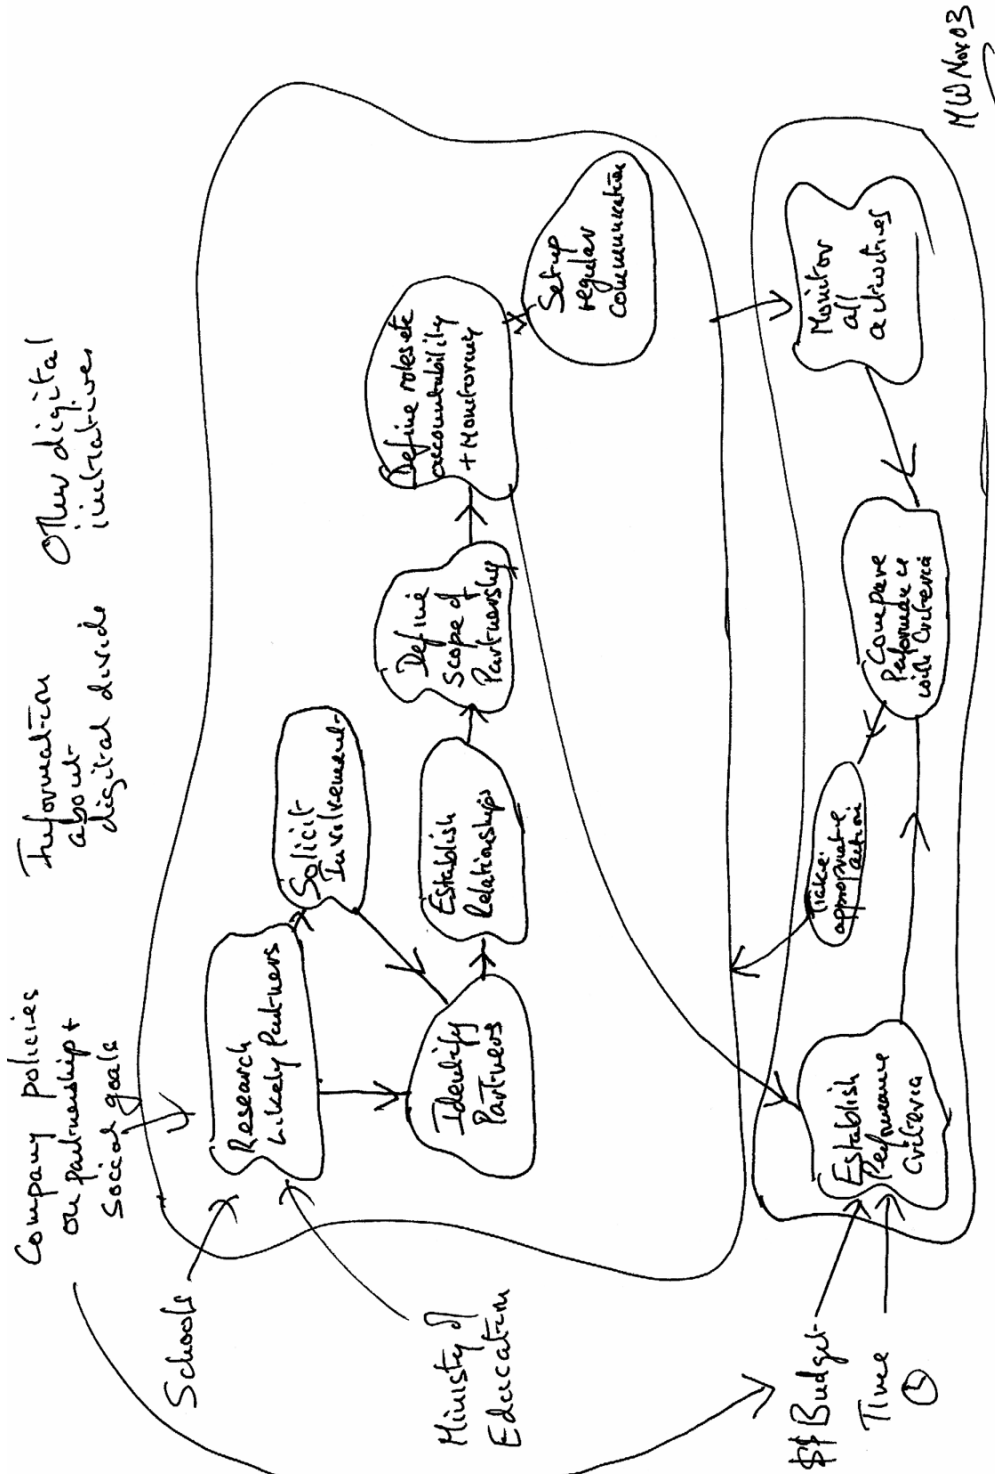 Company policies
on partnership +
social goals
Information
about
digital divide
Other digital
initiatives
Schools
Ministry of
Education
Research
Likely Partners
Solicit
Involvement
Identify
Partners
Establish
Relationships
Define
Scope of
Partnership
Define roles etc
accountability
+ Monitoring
Setup
regular
communication
$$ Budget
Time
Establish
Performance
Criteria
Take
appropriate
action
Compare
Performance
with Criteria
Monitor
all
activities
MW Nov 03